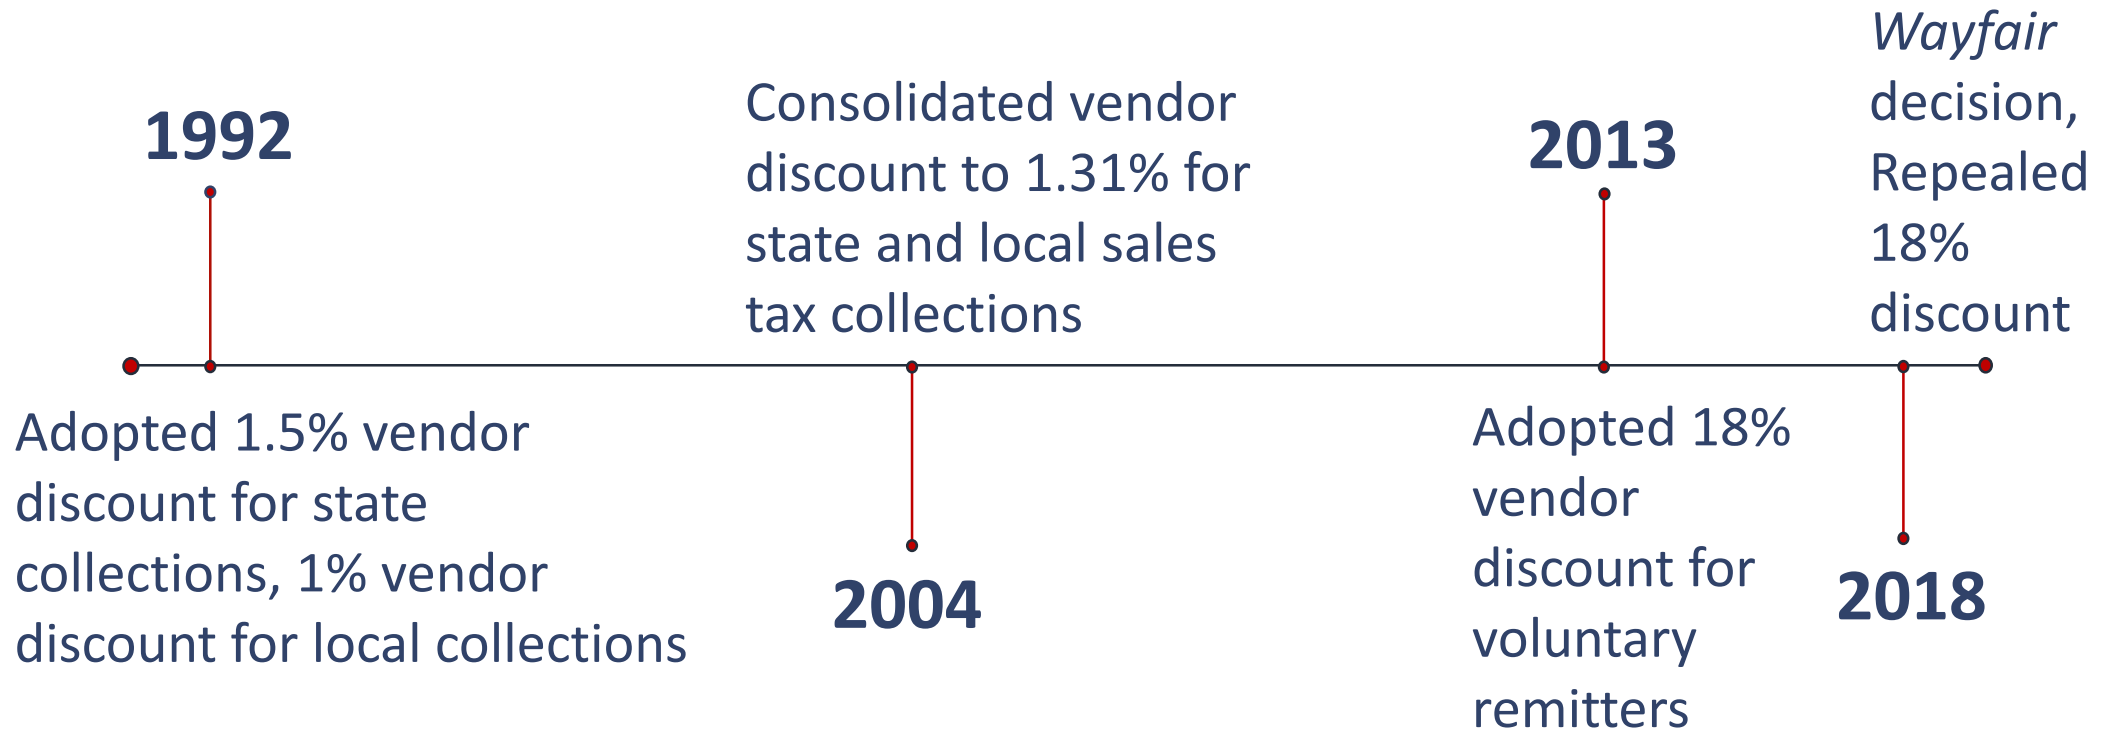 1992
Adopted 1.5% vendor
discount for state
collections, 1% vendor
discount for local collections
Consolidated vendor
discount to 1.31% for
state and local sales
tax collections
2004
2013
Adopted 18%
vendor
discount for
voluntary
remitters
Wayfair
decision,
Repealed
18%
discount
2018